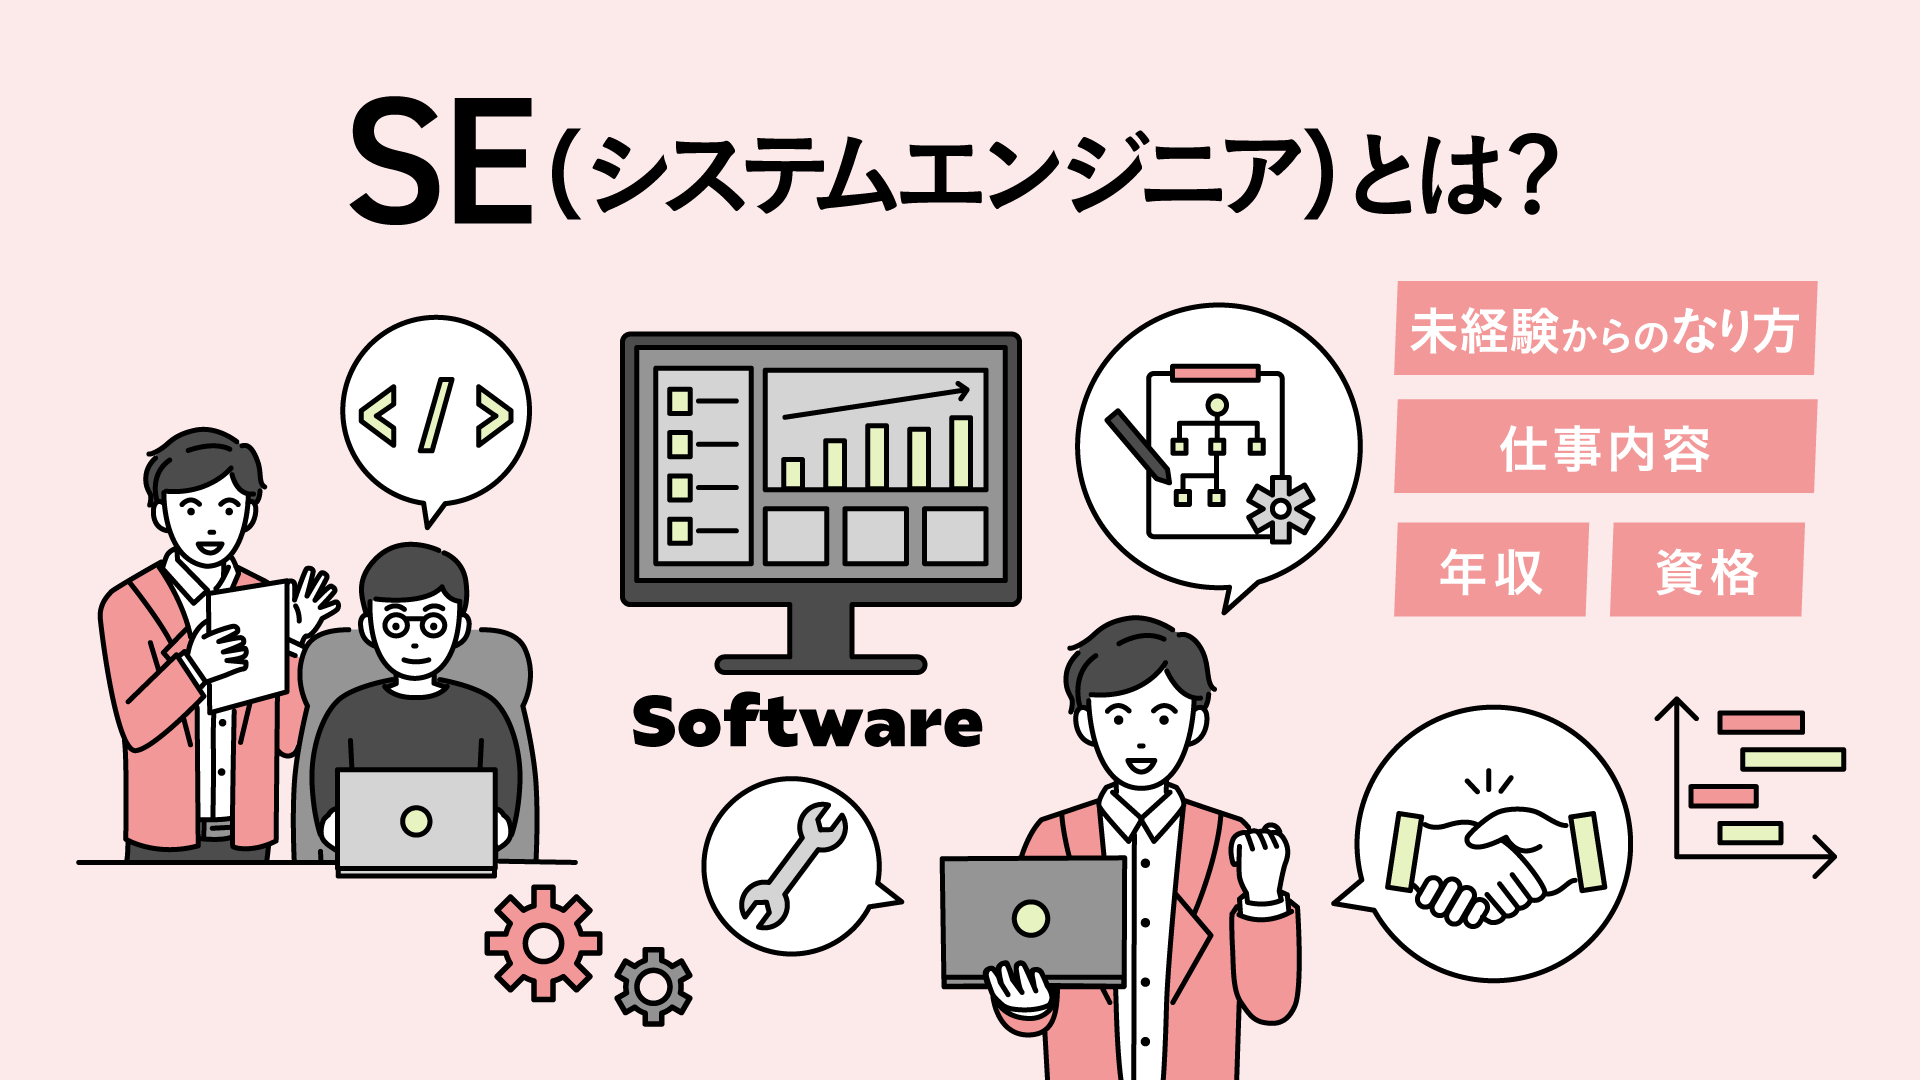 SE(システムエンジニア)とは?
未経験からのなり方
仕事内容
年収
資格
</>
Software